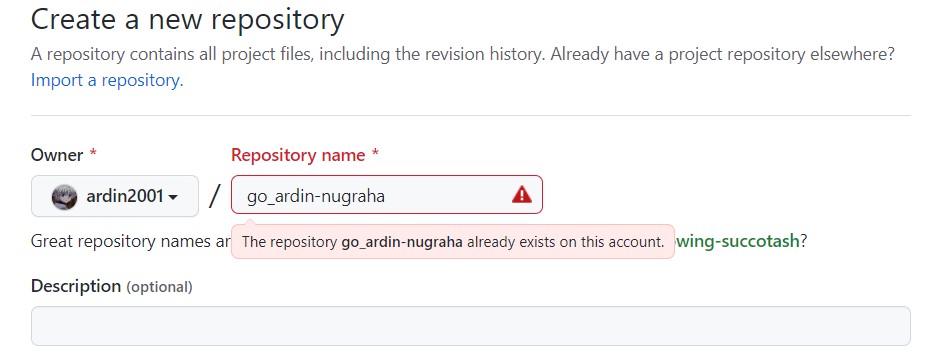 Create a new repository
A repository contains all project files, including the revision history. Already have a project repository elsewhere?
Import a repository.
Owner *
Repository name *
ardin2001
/
go_ardin-nugraha
Great repository names ar
The repository go_ardin-nugraha already exists on this account.
wing-succotash?
Description (optional)